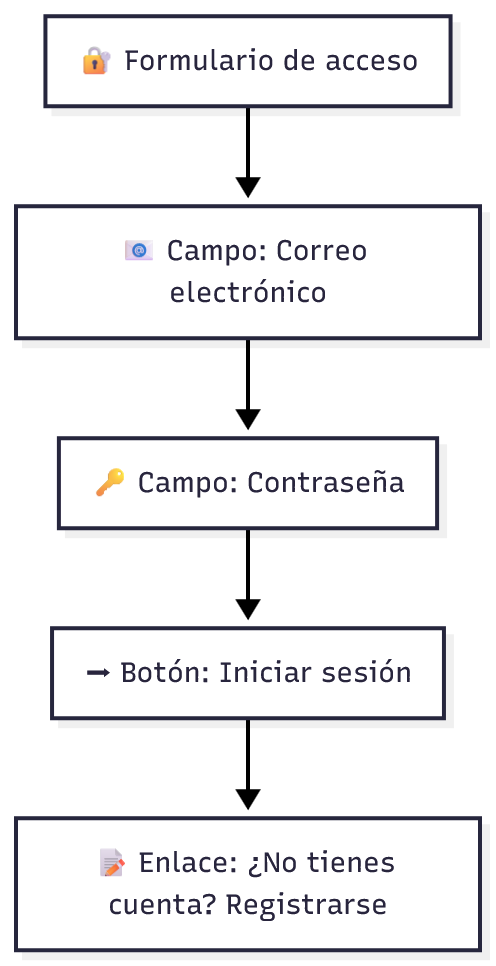 🔐 Formulario de acceso
📧 Campo: Correo
electrónico
🔑 Campo: Contraseña
➡ Botón: Iniciar sesión
📝 Enlace: ¿No tienes
cuenta? Registrarse